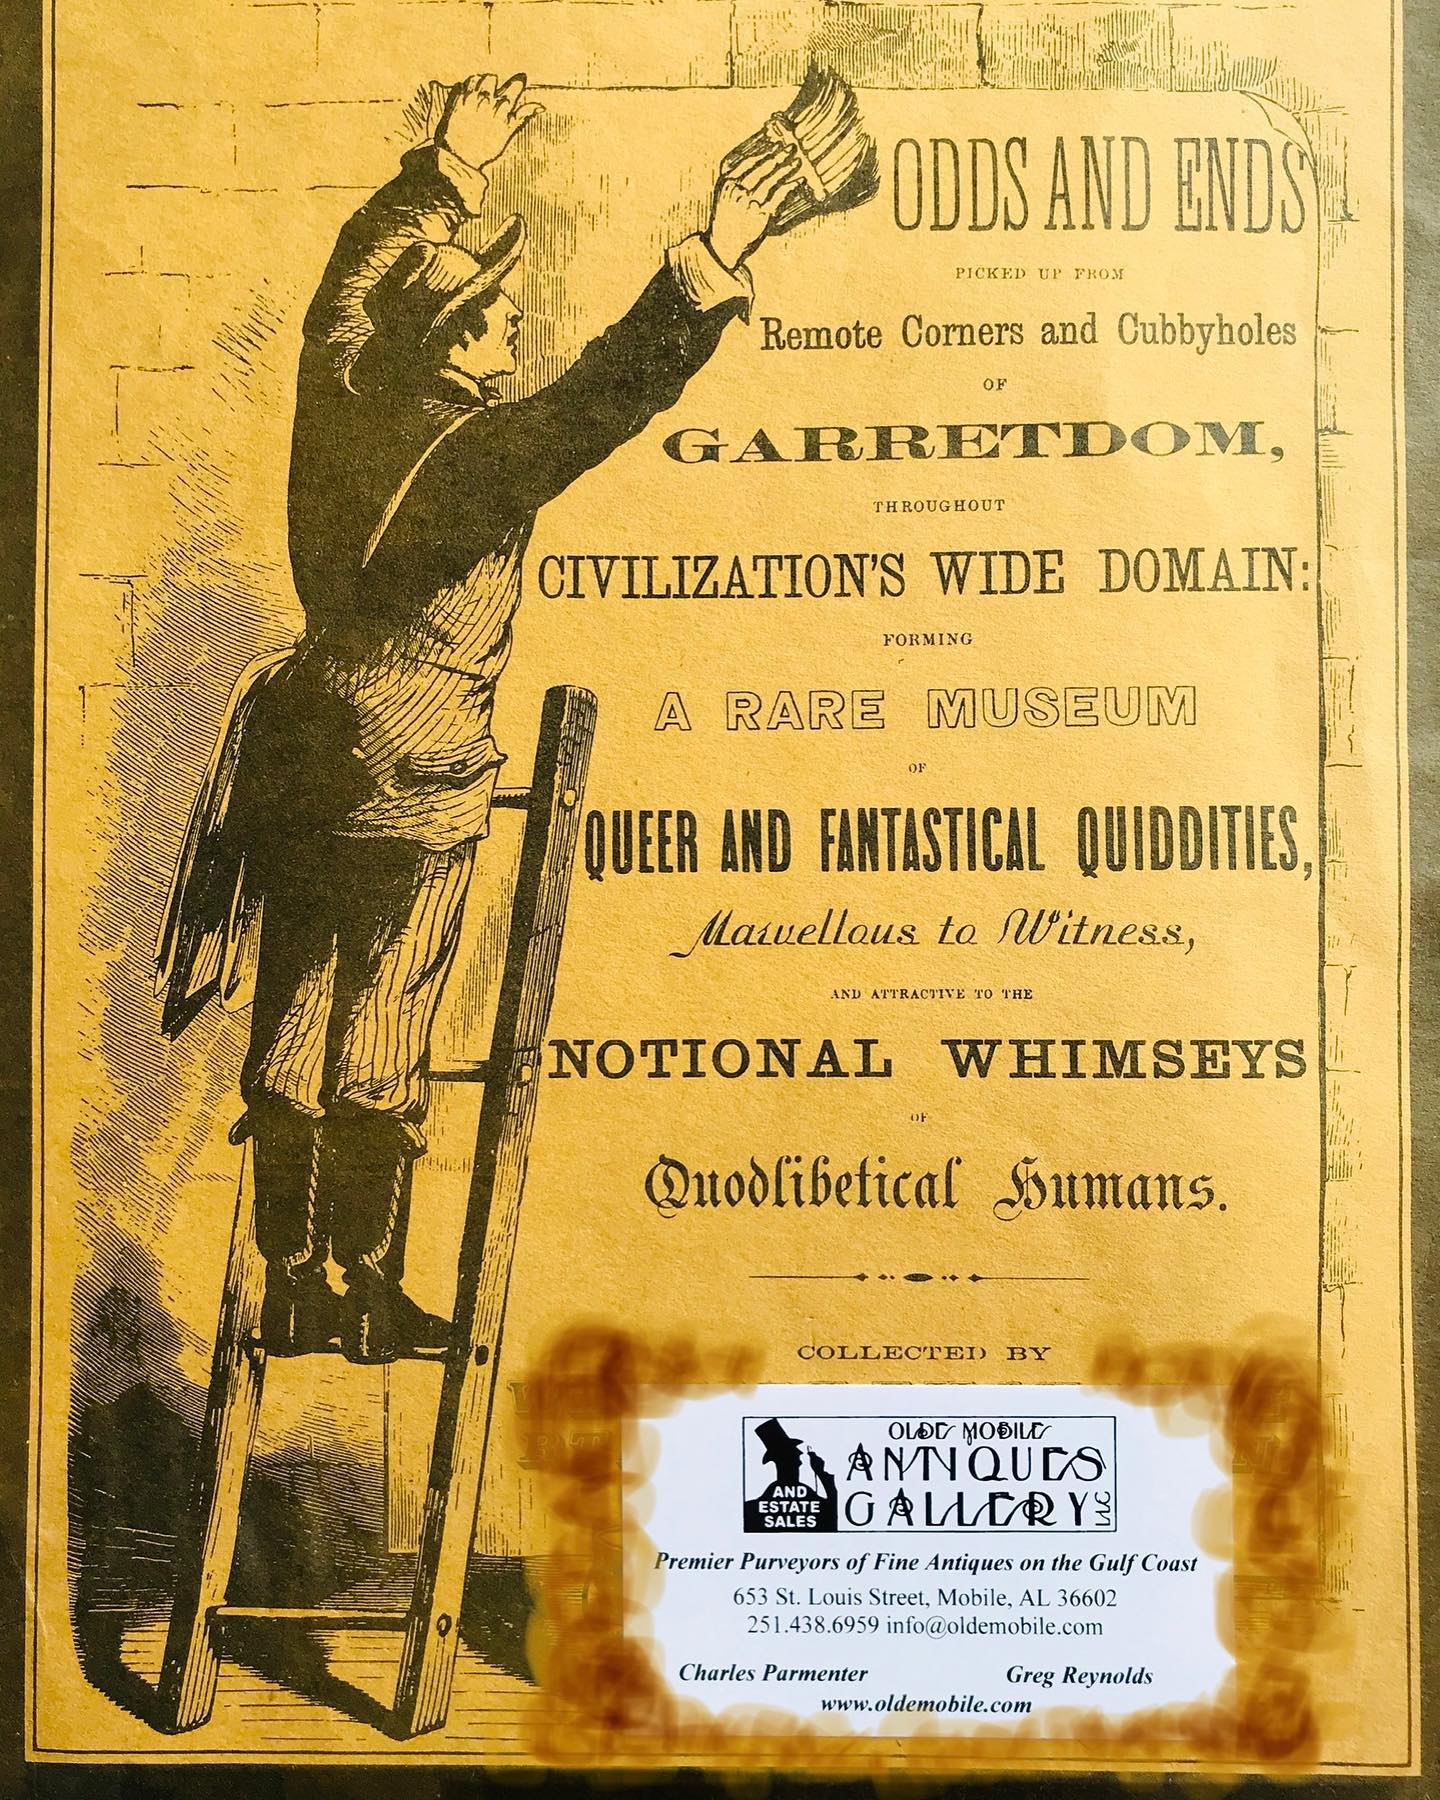 ODDS AND ENDS
PICKED UP FROM
Remote Corners and Cubbyholes
OF
GARRETDOM,
THROUGHOUT
CIVILIZATION'S WIDE DOMAIN:
FORMING
A RARE MUSEUM
OF
QUEER AND FANTASTICAL QUIDDITIES,
Marvellous to Witness,
AND ATTRACTIVE TO THE
NOTIONAL WHIMSEYS
OF
Quodlibetical Humans.
COLLECTED BY
OLDE MOBILE
ANTIQUES
GALLERY LLC
AND
ESTATE
SALES
Premier Purveyors of Fine Antiques on the Gulf Coast
653 St. Louis Street, Mobile, AL 36602
251.438.6959 info@oldemobile.com
Charles Parmenter Greg Reynolds
www.oldemobile.com